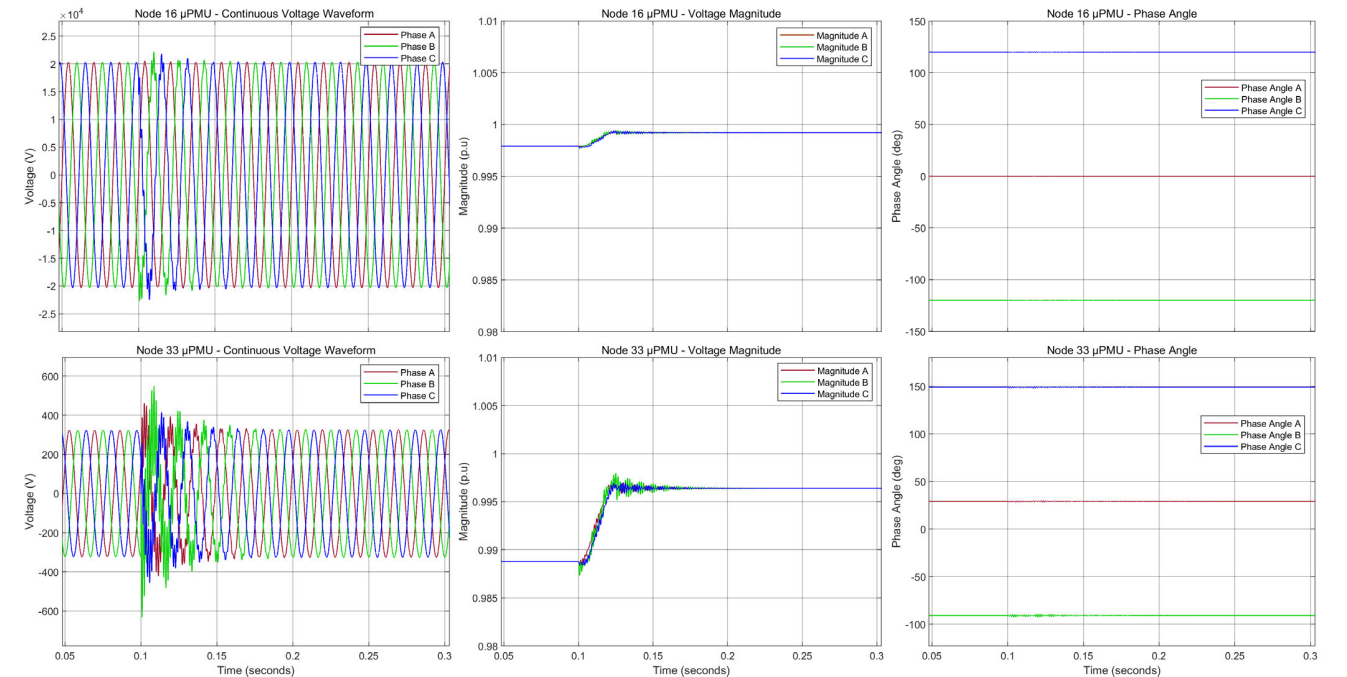 Node 16 µPMU - Continuous Voltage Waveform
×10⁴
2.5
2
1.5
1
0.5
0
-0.5
-1
-1.5
-2
-2.5
Voltage (V)
Phase A
Phase B
Phase C
Node 16 µPMU - Voltage Magnitude
1.01
1.005
1
0.995
0.99
0.985
0.98
Magnitude (p.u)
Magnitude A
Magnitude B
Magnitude C
Node 16 µPMU - Phase Angle
150
100
50
0
-50
-100
-150
Phase Angle (deg)
Phase Angle A
Phase Angle B
Phase Angle C
Node 33 µPMU - Continuous Voltage Waveform
600
400
200
0
-200
-400
-600
Voltage (V)
Phase A
Phase B
Phase C
0.05 0.1 0.15 0.2 0.25 0.3
Time (seconds)
Node 33 µPMU - Voltage Magnitude
1.01
1.005
1
0.995
0.99
0.985
0.98
Magnitude (p.u)
Magnitude A
Magnitude B
Magnitude C
0.05 0.1 0.15 0.2 0.25 0.3
Time (seconds)
Node 33 µPMU - Phase Angle
150
100
50
0
-50
-100
Phase Angle (deg)
Phase Angle A
Phase Angle B
Phase Angle C
0.05 0.1 0.15 0.2 0.25 0.3
Time (seconds)